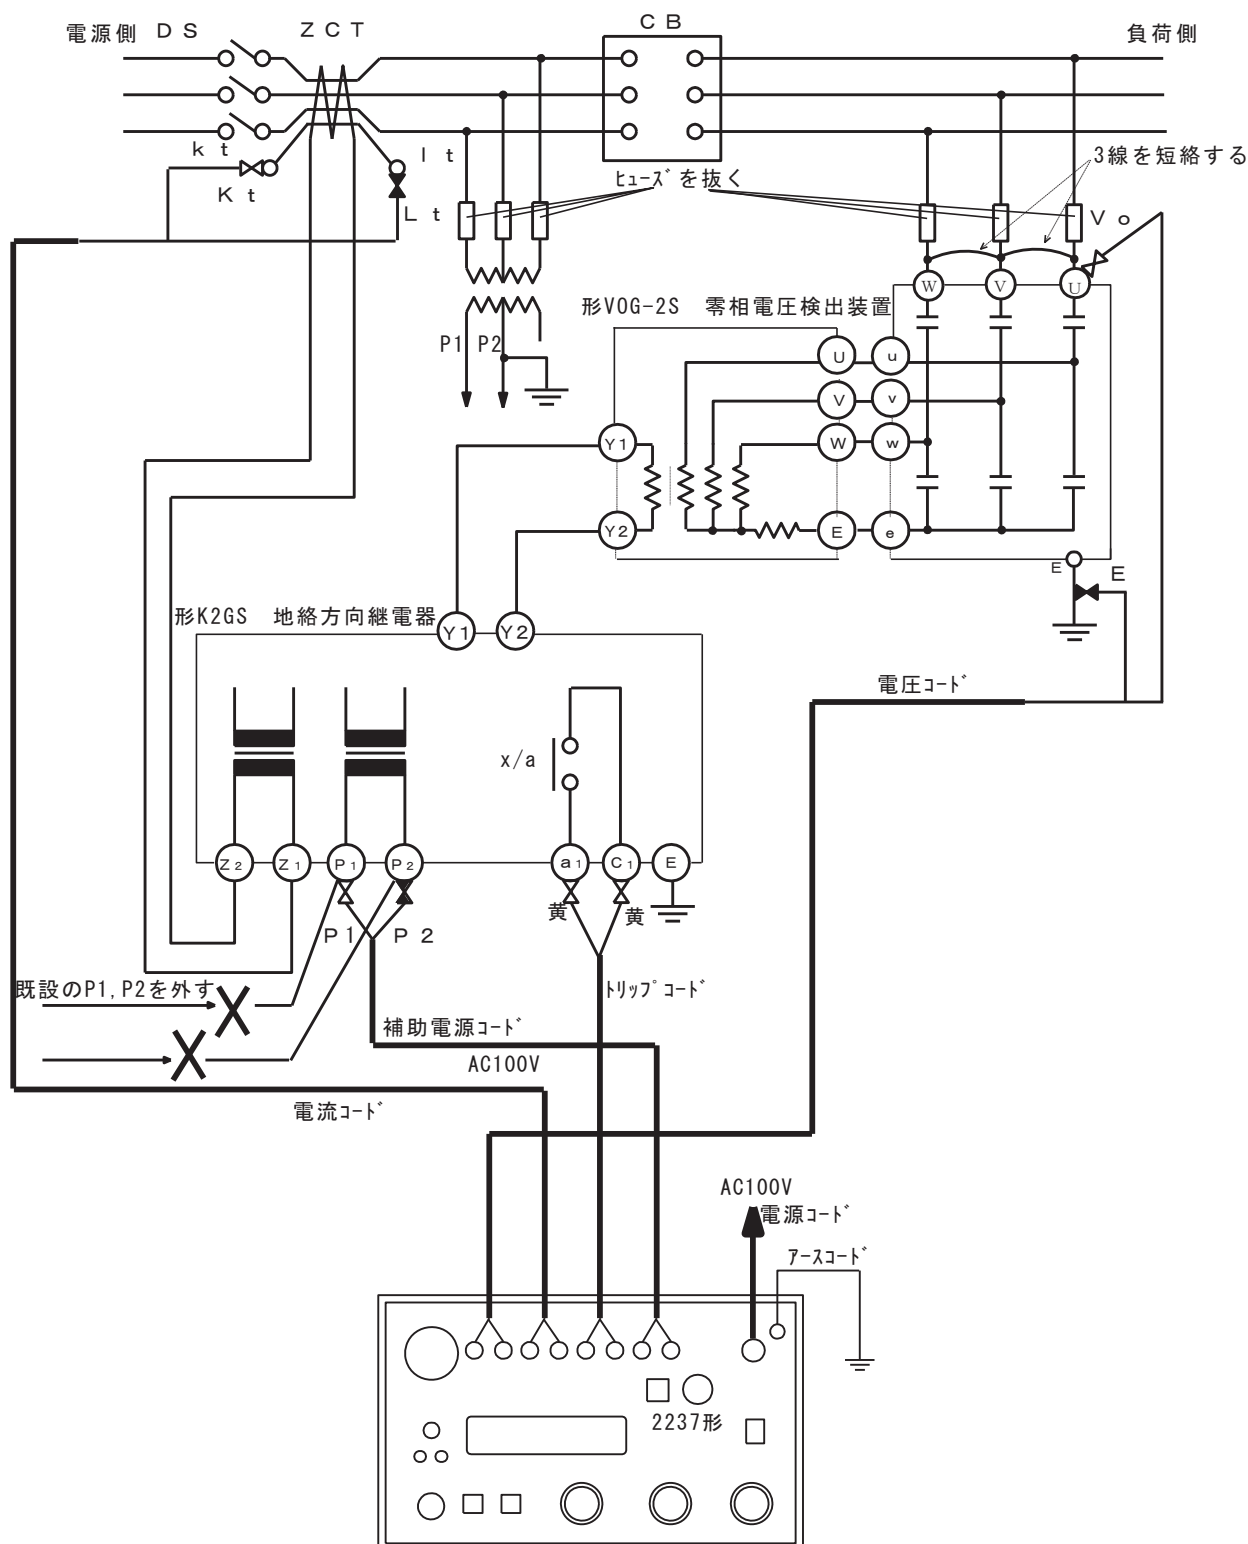 電源側 DS ZCT CB 負荷側
kt lt
Kt Lt
3線を短絡する
ﾋｭｰｽﾞを抜く
Vo
W V U
形VOG-2S 零相電圧検出装置
P1 P2
U u
V v
W w
Y1
Y2
E e
E E
形K2GS 地絡方向継電器
Y1 Y2
電圧ｺｰﾄﾞ
x/a
Z2 Z1 P1 P2 a1 C1 E
黄 黄
P1 P2
既設のP1,P2を外す
ﾄﾘｯﾌﾟｺｰﾄﾞ
補助電源ｺｰﾄﾞ
AC100V
電流ｺｰﾄﾞ
AC100V
電源ｺｰﾄﾞ
ｱｰｽｺｰﾄﾞ
2237形